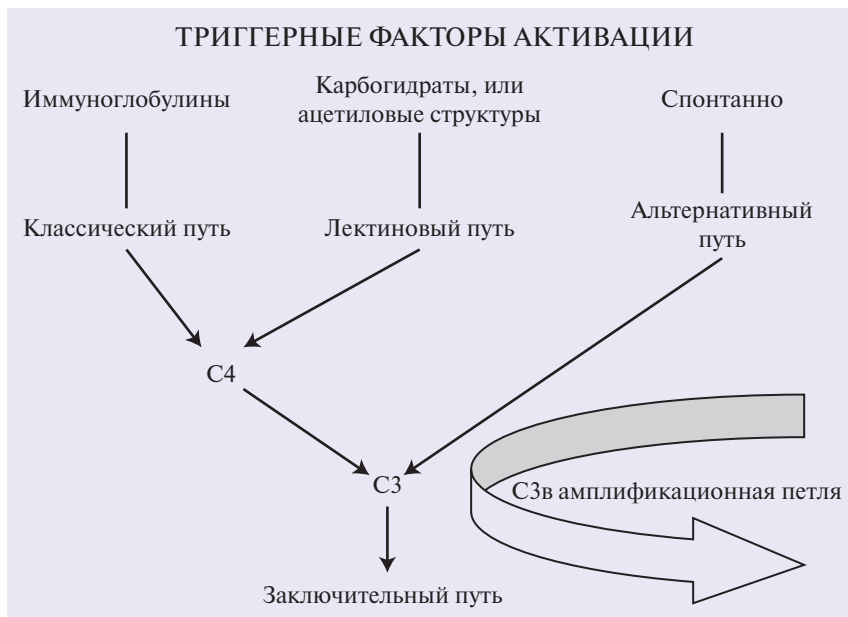 ТРИГГЕРНЫЕ ФАКТОРЫ АКТИВАЦИИ
Иммуноглобулины
Карбогидраты, или
ацетиловые структуры
Спонтанно
Классический путь
Лектиновый путь
Альтернативный
путь
С4
С3
С3в амплификационная петля
Заключительный путь